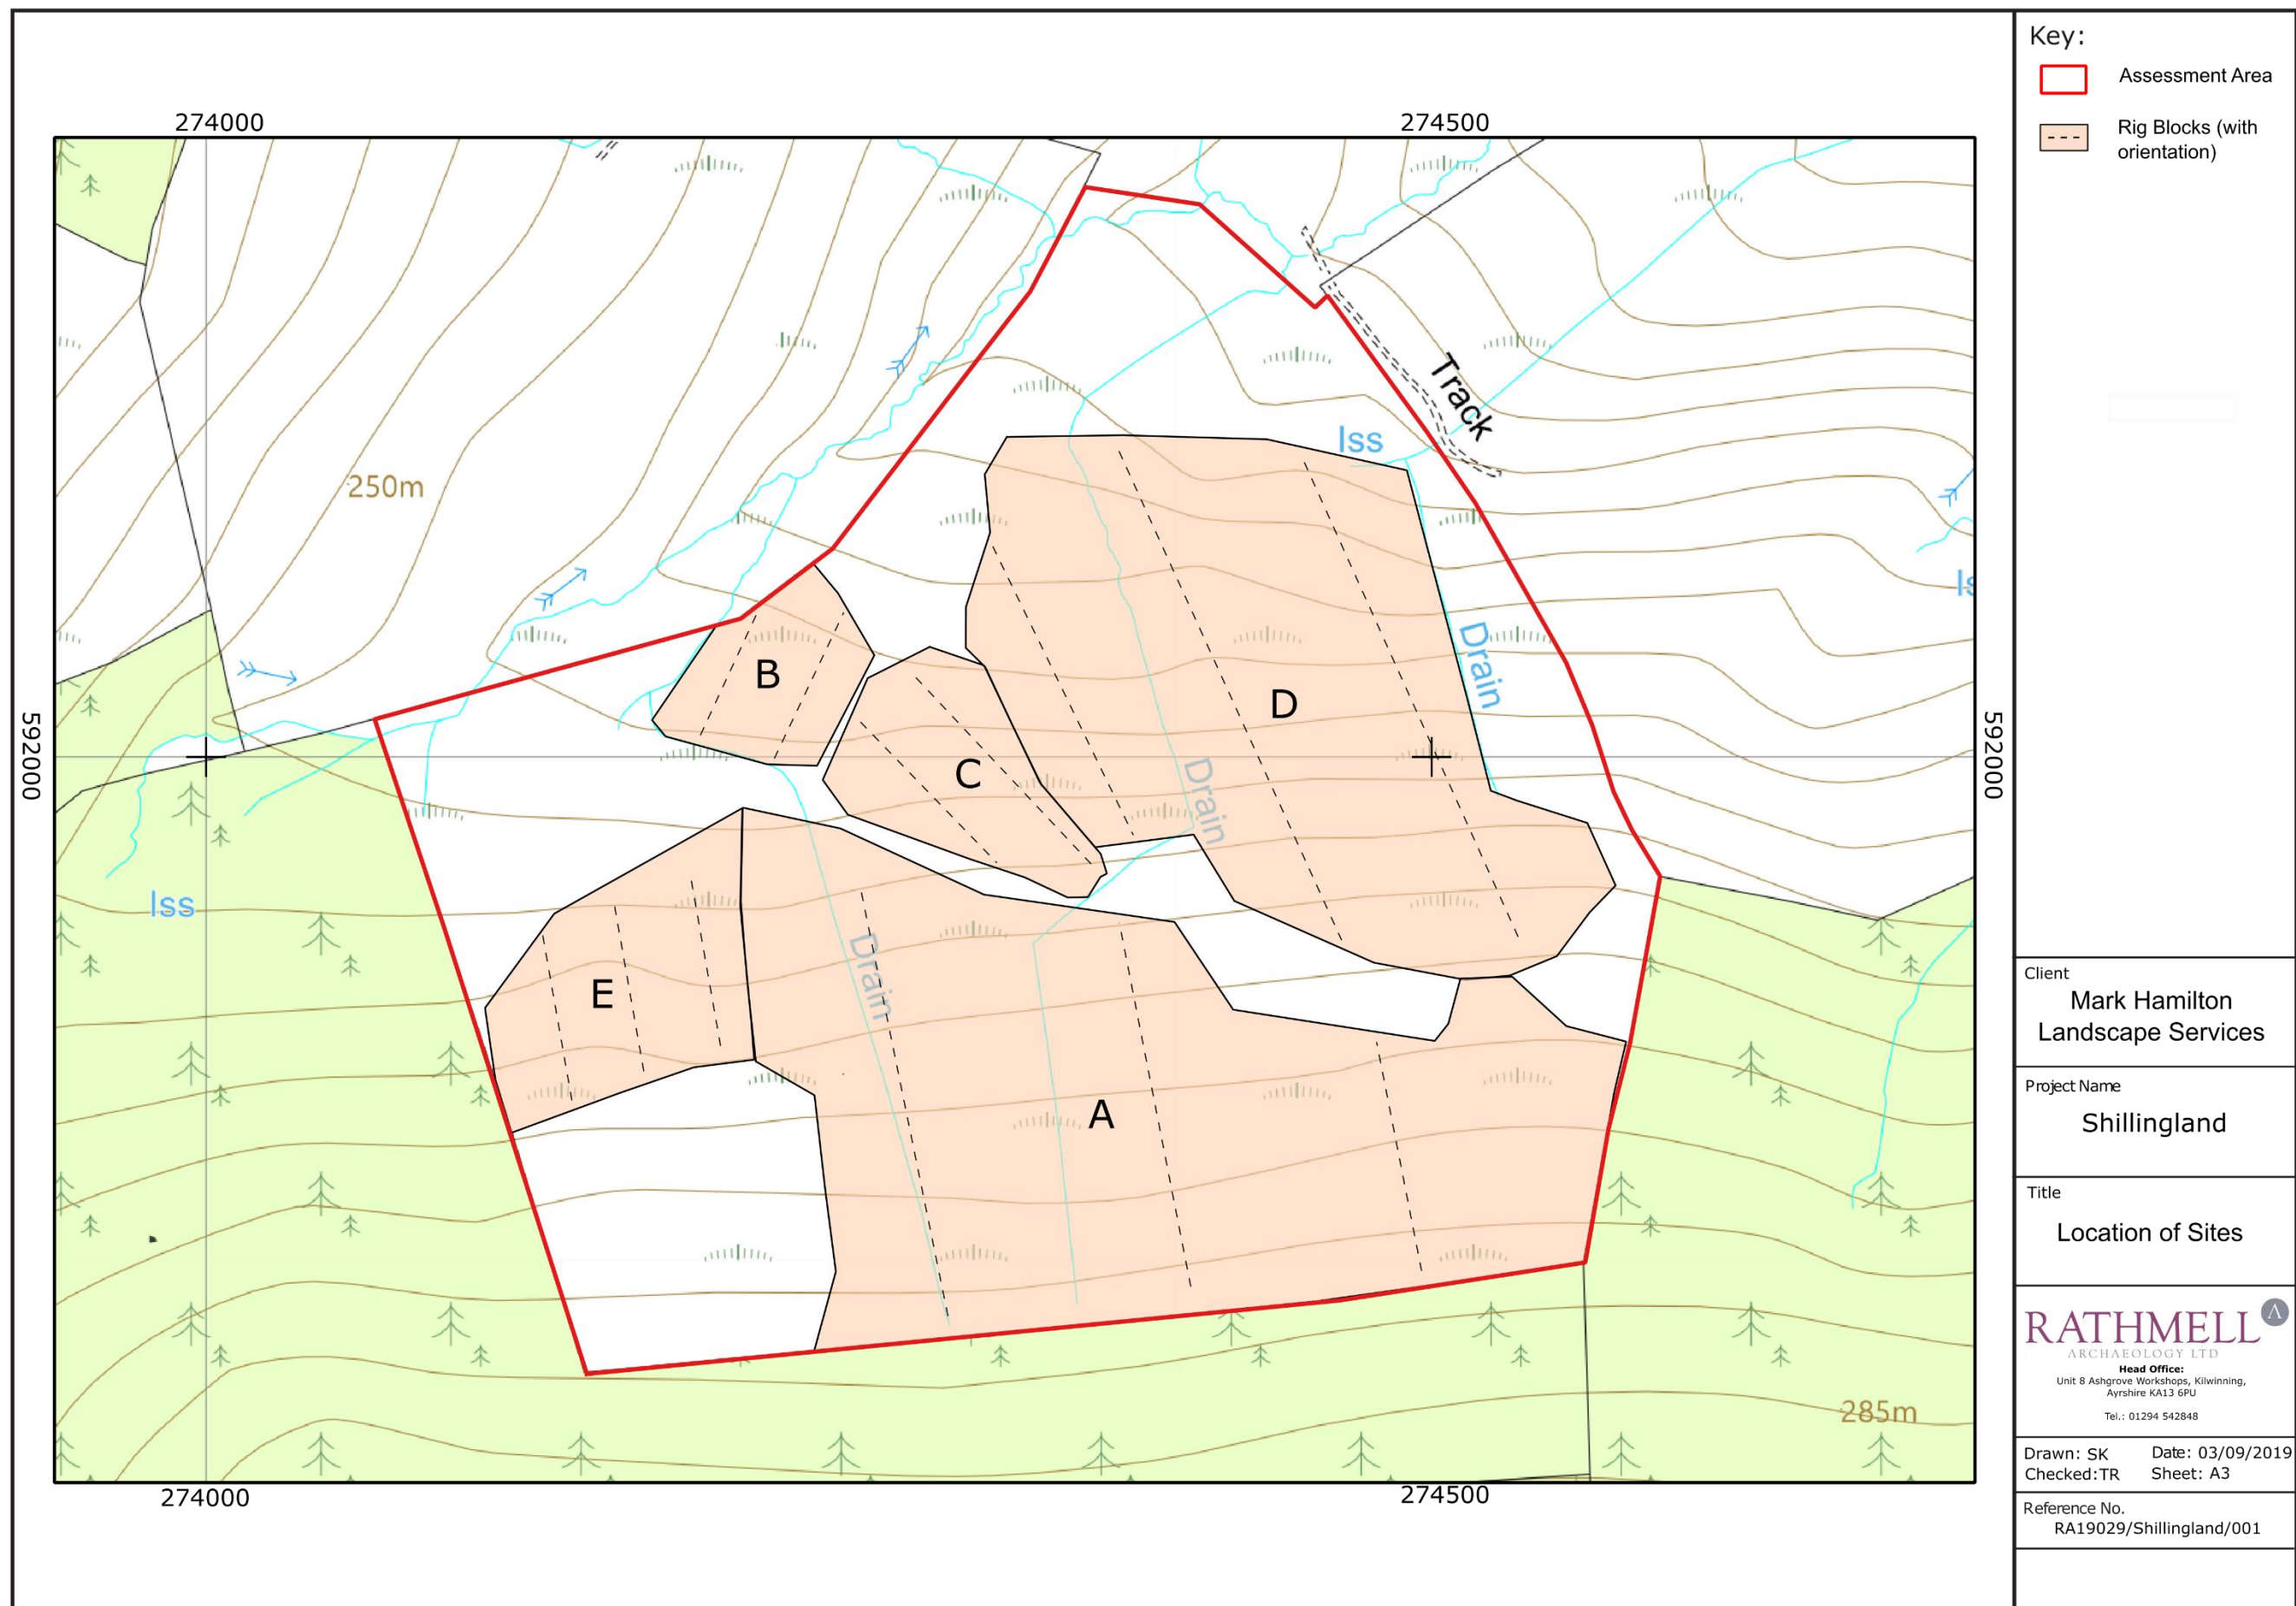 274000
274500
250m
Track
Iss
Is
B
D
Drain
592000
592000
C
Drain
Iss
Drain
E
A
285m
274000
274500
Key:
Assessment Area
Rig Blocks (with
orientation)
Client
Mark Hamilton
Landscape Services
Project Name
Shillingland
Title
Location of Sites
RATHMELL
ARCHAEOLOGY LTD
Head Office:
Unit 8 Ashgrove Workshops, Kilwinning,
Ayrshire KA13 6PU
Tel.: 01294 542848
Drawn: SK Date: 03/09/2019
Checked:TR Sheet: A3
Reference No.
RA19029/Shillingland/001